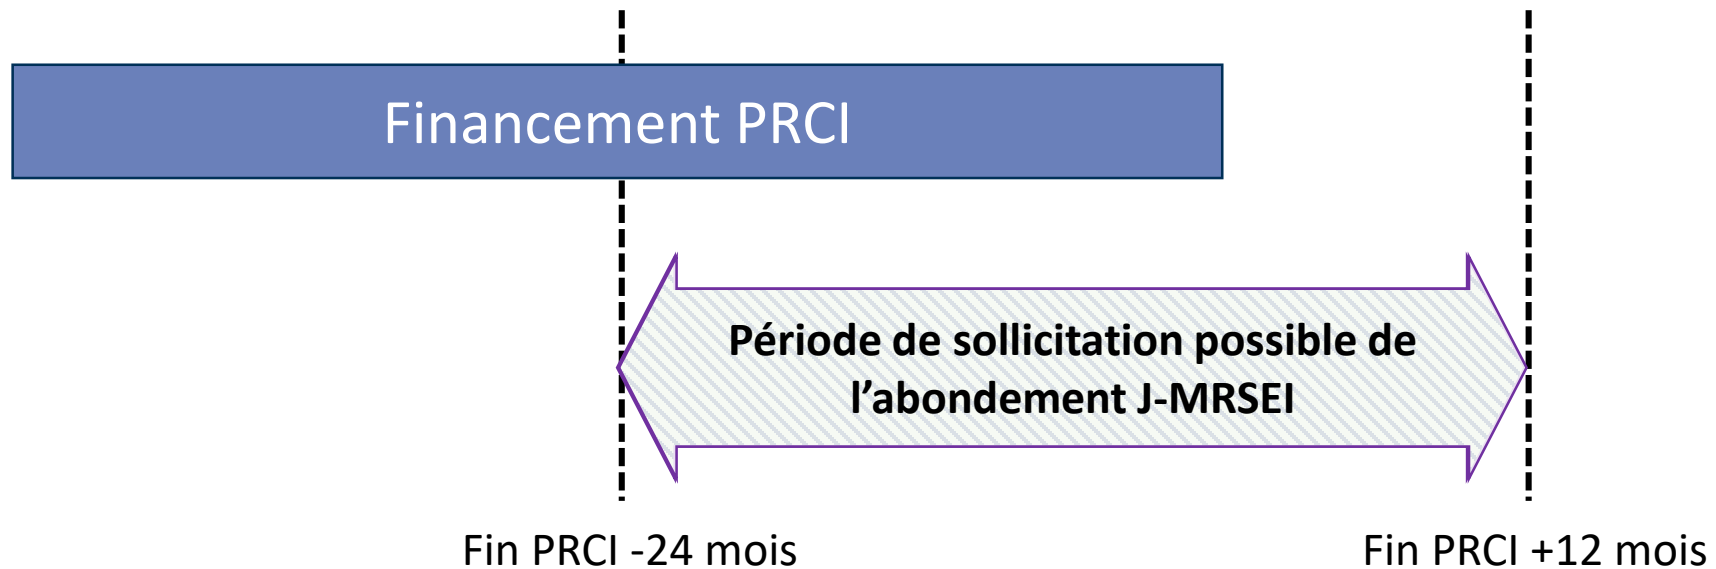 Financement PRCI
Période de sollicitation possible de
l’abondement J-MRSEI
Fin PRCI -24 mois
Fin PRCI +12 mois